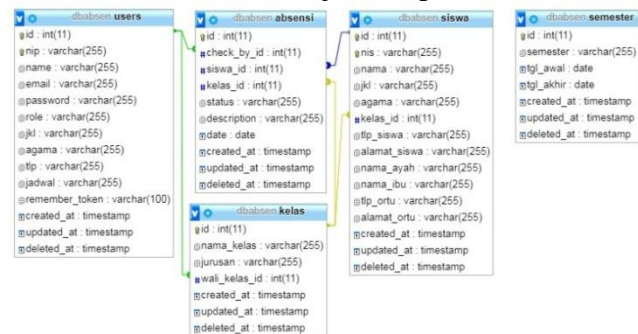 dbabsen users
id : int(11)
nip : varchar(255)
name : varchar(255)
email : varchar(255)
password : varchar(255)
role : varchar(255)
jkl : varchar(255)
agama : varchar(255)
tlp : varchar(255)
jadwal : varchar(255)
remember_token : varchar(100)
created_at : timestamp
updated_at : timestamp
deleted_at : timestamp
dbabsen absensi
id : int(11)
check_by_id : int(11)
siswa_id : int(11)
kelas_id : int(11)
status : varchar(255)
description : varchar(255)
date : date
created_at : timestamp
updated_at : timestamp
deleted_at : timestamp
dbabsen kelas
id : int(11)
nama_kelas : varchar(255)
jurusan : varchar(255)
wali_kelas_id : int(11)
created_at : timestamp
updated_at : timestamp
deleted_at : timestamp
dbabsen siswa
id : int(11)
nis : varchar(255)
nama : varchar(255)
jkl : varchar(255)
agama : varchar(255)
kelas_id : int(11)
tlp_siswa : varchar(255)
alamat_siswa : varchar(255)
nama_ayah : varchar(255)
nama_ibu : varchar(255)
tlp_ortu : varchar(255)
alamat_ortu : varchar(255)
created_at : timestamp
updated_at : timestamp
deleted_at : timestamp
dbabsen semester
id : int(11)
semester : varchar(255)
tgl_awal : date
tgl_akhir : date
created_at : timestamp
updated_at : timestamp
deleted_at : timestamp